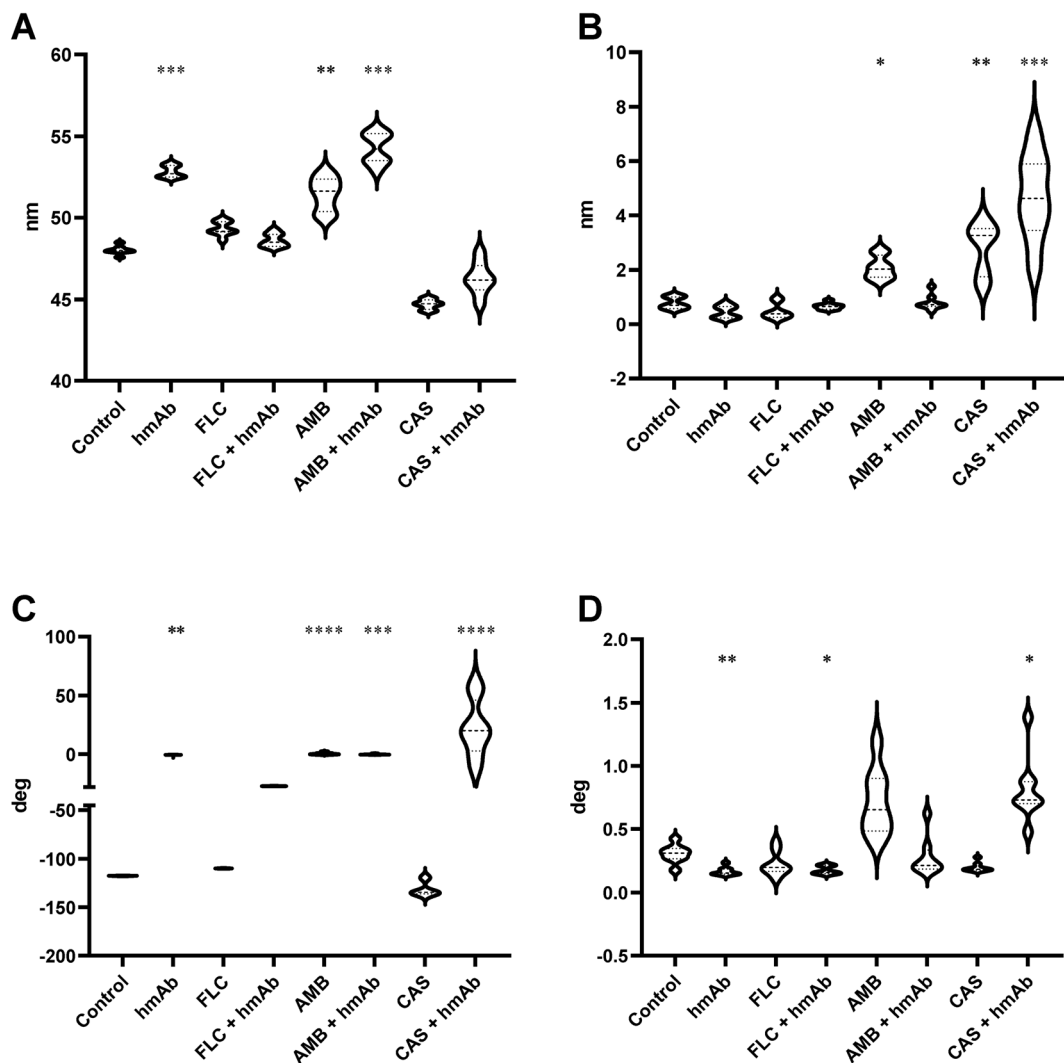 A
60
55
50
45
40
nm
*** ** ***
Control
hmAb
FLC
FLC + hmAb
AMB
AMB + hmAb
CAS
CAS + hmAb
B
10
8
6
4
2
0
-2
nm
* ** ***
Control
hmAb
FLC
FLC + hmAb
AMB
AMB + hmAb
CAS
CAS + hmAb
C
100
50
0
-50
-100
-150
-200
deg
** **** *** ****
Control
hmAb
FLC
FLC + hmAb
AMB
AMB + hmAb
CAS
CAS + hmAb
D
2.0
1.5
1.0
0.5
0.0
-0.5
deg
** * *
Control
hmAb
FLC
FLC + hmAb
AMB
AMB + hmAb
CAS
CAS + hmAb